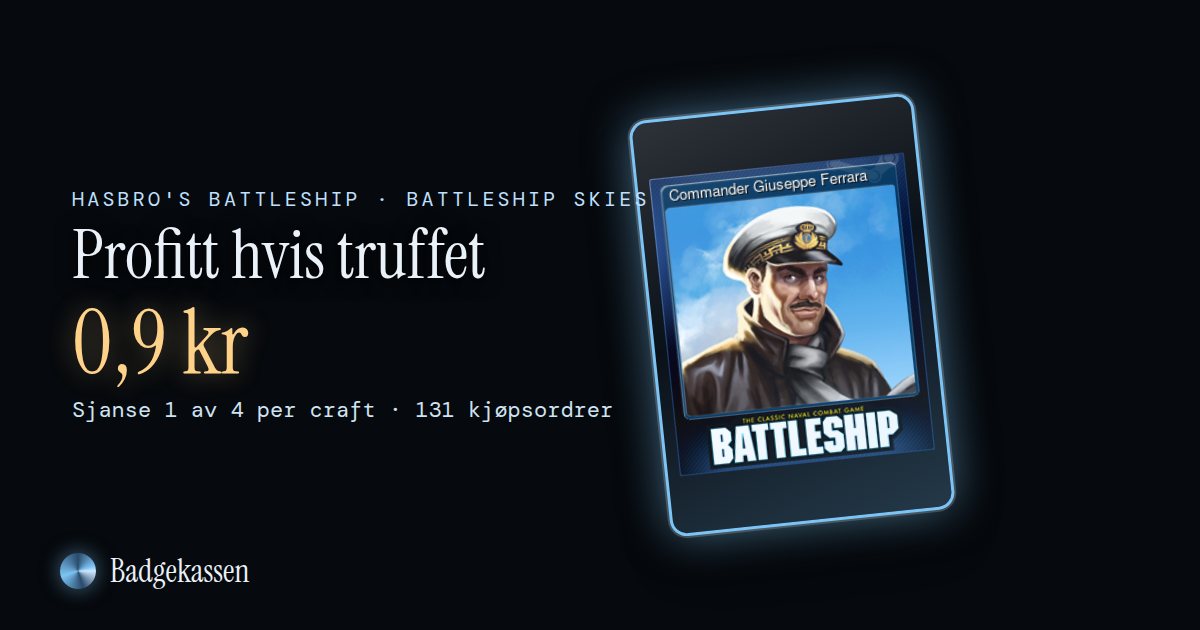 HASBRO'S BATTLESHIP · BATTLESHIP SKIES
Profitt hvis truffet
0,9 kr
Sjanse 1 av 4 per craft · 131 kjøpsordrer
Badgekassen
Commander Giuseppe Ferrara
THE CLASSIC NAVAL COMBAT GAME
BATTLESHIP